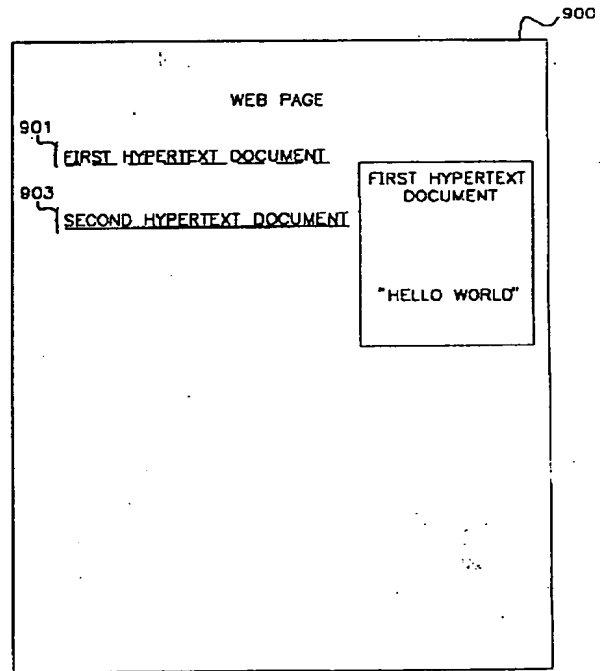 900
WEB PAGE
901
FIRST HYPERTEXT DOCUMENT
903
SECOND HYPERTEXT DOCUMENT
FIRST HYPERTEXT
DOCUMENT
"HELLO WORLD"